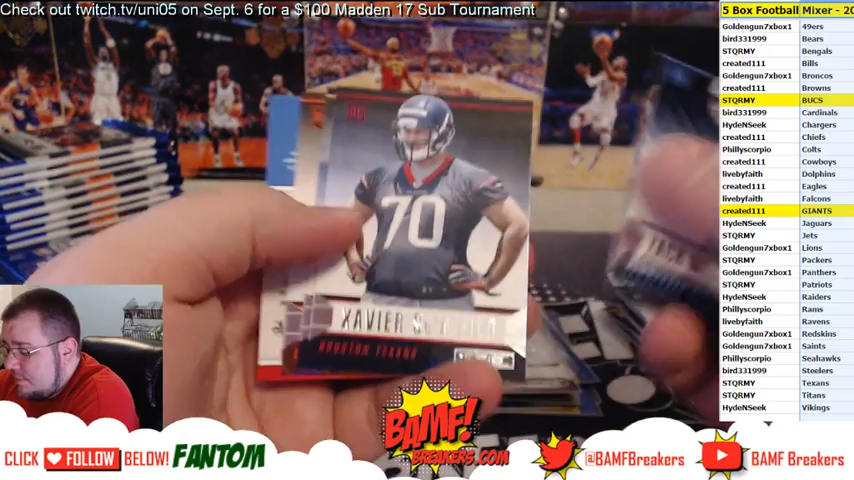 Check out twitch.tv/uni05 on Sept. 6 for a $100 Madden 17 Sub Tournament
5 Box Football Mixer - 20
Goldengun7xbox1 49ers
bird331999 Bears
STQRMY Bengals
created111 Bills
Goldengun7xbox1 Broncos
created111 Browns
STQRMY BUCS
bird331999 Cardinals
HydeNSeek Chargers
created111 Chiefs
Phillyscorpio Colts
created111 Cowboys
livebyfaith Dolphins
created111 Eagles
livebyfaith Falcons
created111 GIANTS
HydeNSeek Jaguars
STQRMY Jets
Goldengun7xbox1 Lions
STQRMY Packers
Goldengun7xbox1 Panthers
STQRMY Patriots
HydeNSeek Raiders
Phillyscorpio Rams
livebyfaith Ravens
Goldengun7xbox1 Redskins
Goldengun7xbox1 Saints
Phillyscorpio Seahawks
bird331999 Steelers
STQRMY Texans
STQRMY Titans
HydeNSeek Vikings
70
XAVIER
HOUSTON TEXANS
BAMF!
BREAKERS.COM
CLICK FOLLOW BELOW! FANTOM
@BAMFBreakers
BAMF Breakers